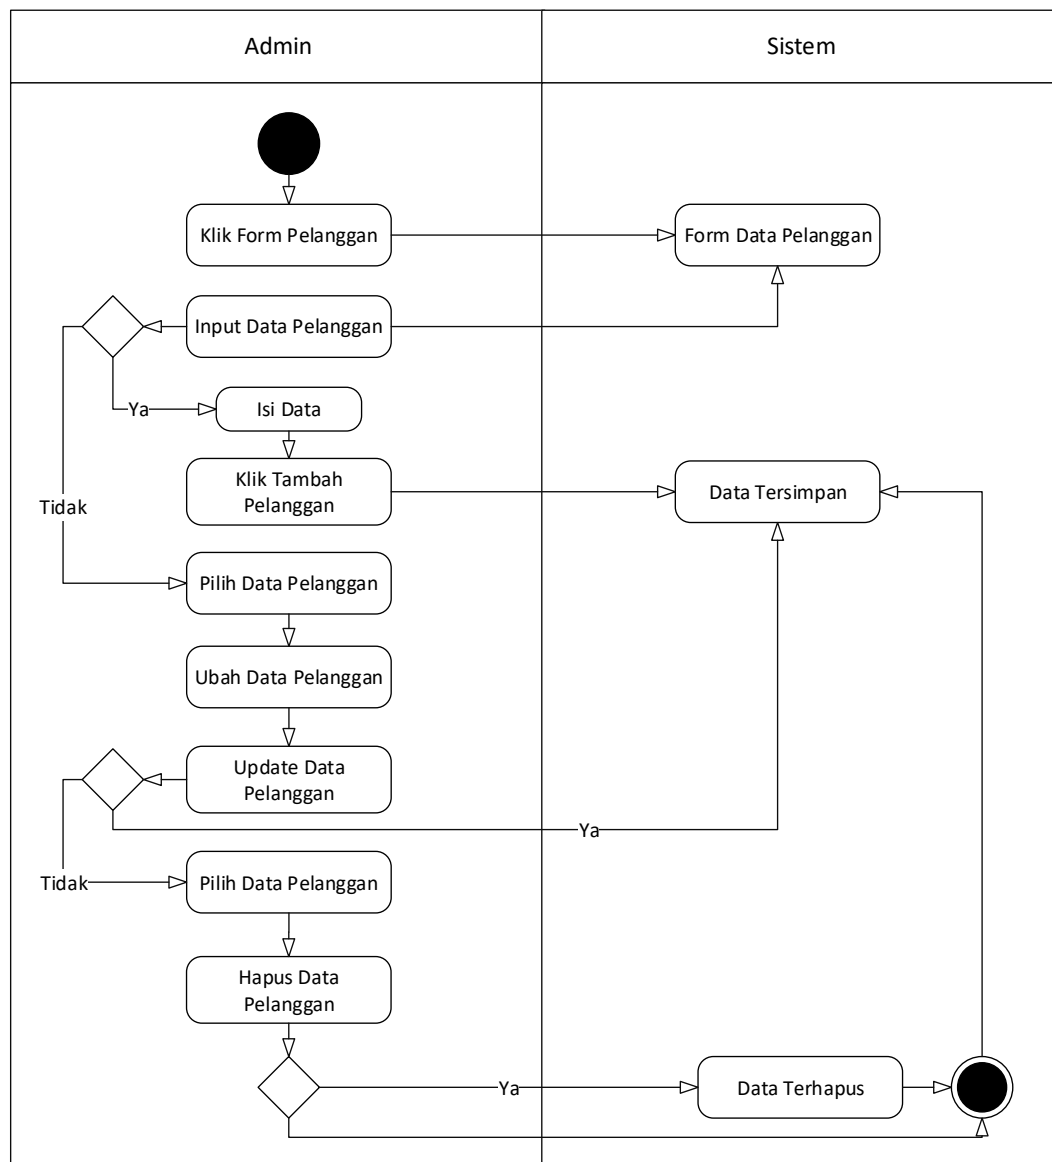 Admin
Sistem
Klik Form Pelanggan
Form Data Pelanggan
Input Data Pelanggan
Ya
Isi Data
Tidak
Klik Tambah
Pelanggan
Data Tersimpan
Pilih Data Pelanggan
Ubah Data Pelanggan
Update Data
Pelanggan
Ya
Tidak
Pilih Data Pelanggan
Hapus Data
Pelanggan
Ya
Data Terhapus